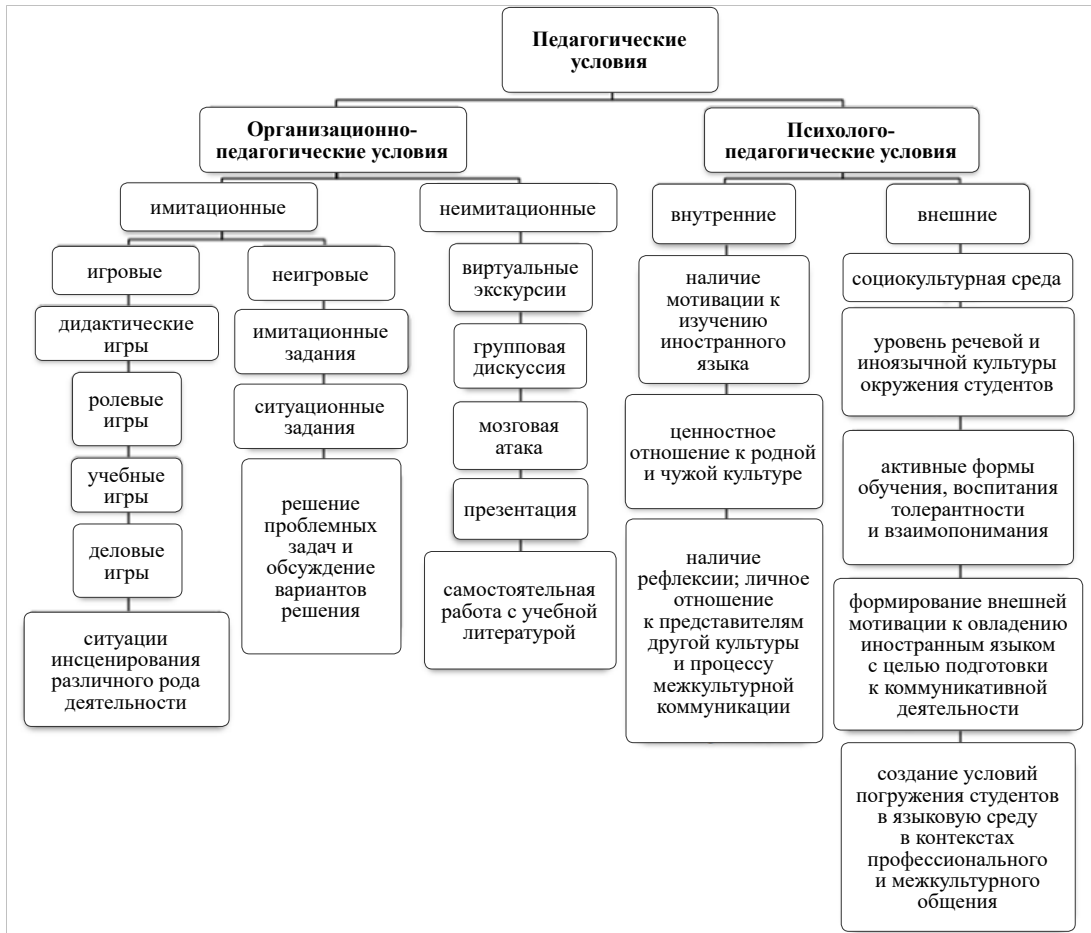 Педагогические
условия
Организационно-
педагогические условия
Психолого-
педагогические условия
имитационные
неимитационные
внутренние
внешние
игровые
дидактические
игры
ролевые
игры
учебные
игры
деловые
игры
ситуации
инсценирования
различного рода
деятельности
неигровые
имитационные
задания
ситуационные
задания
решение
проблемных
задач и
обсуждение
вариантов
решения
виртуальные
экскурсии
групповая
дискуссия
мозговая
атака
презентация
самостоятельная
работа с учебной
литературой
наличие
мотивации к
изучению
иностранного
языка
ценностное
отношение к родной
и чужой культуре
наличие
рефлексии; личное
отношение
к представителям
другой культуры
и процессу
межкультурной
коммуникации
социокультурная среда
уровень речевой и
иноязычной культуры
окружения студентов
активные формы
обучения, воспитания
толерантности
и взаимопонимания
формирование внешней
мотивации к овладению
иностранным языком
с целью подготовки
к коммуникативной
деятельности
создание условий
погружения студентов
в языковую среду
в контекстах
профессионального
и межкультурного
общения